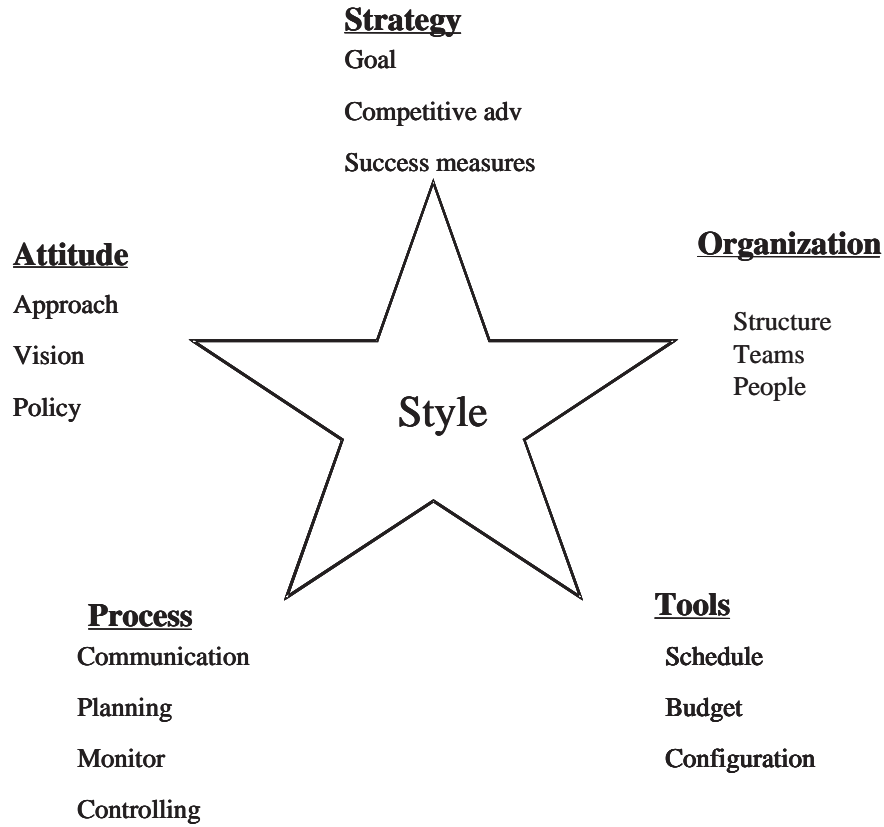 Strategy
Goal
Competitive adv
Success measures
Attitude
Approach
Vision
Policy
Organization
Structure
Teams
People
Style
Process
Communication
Planning
Monitor
Controlling
Tools
Schedule
Budget
Configuration